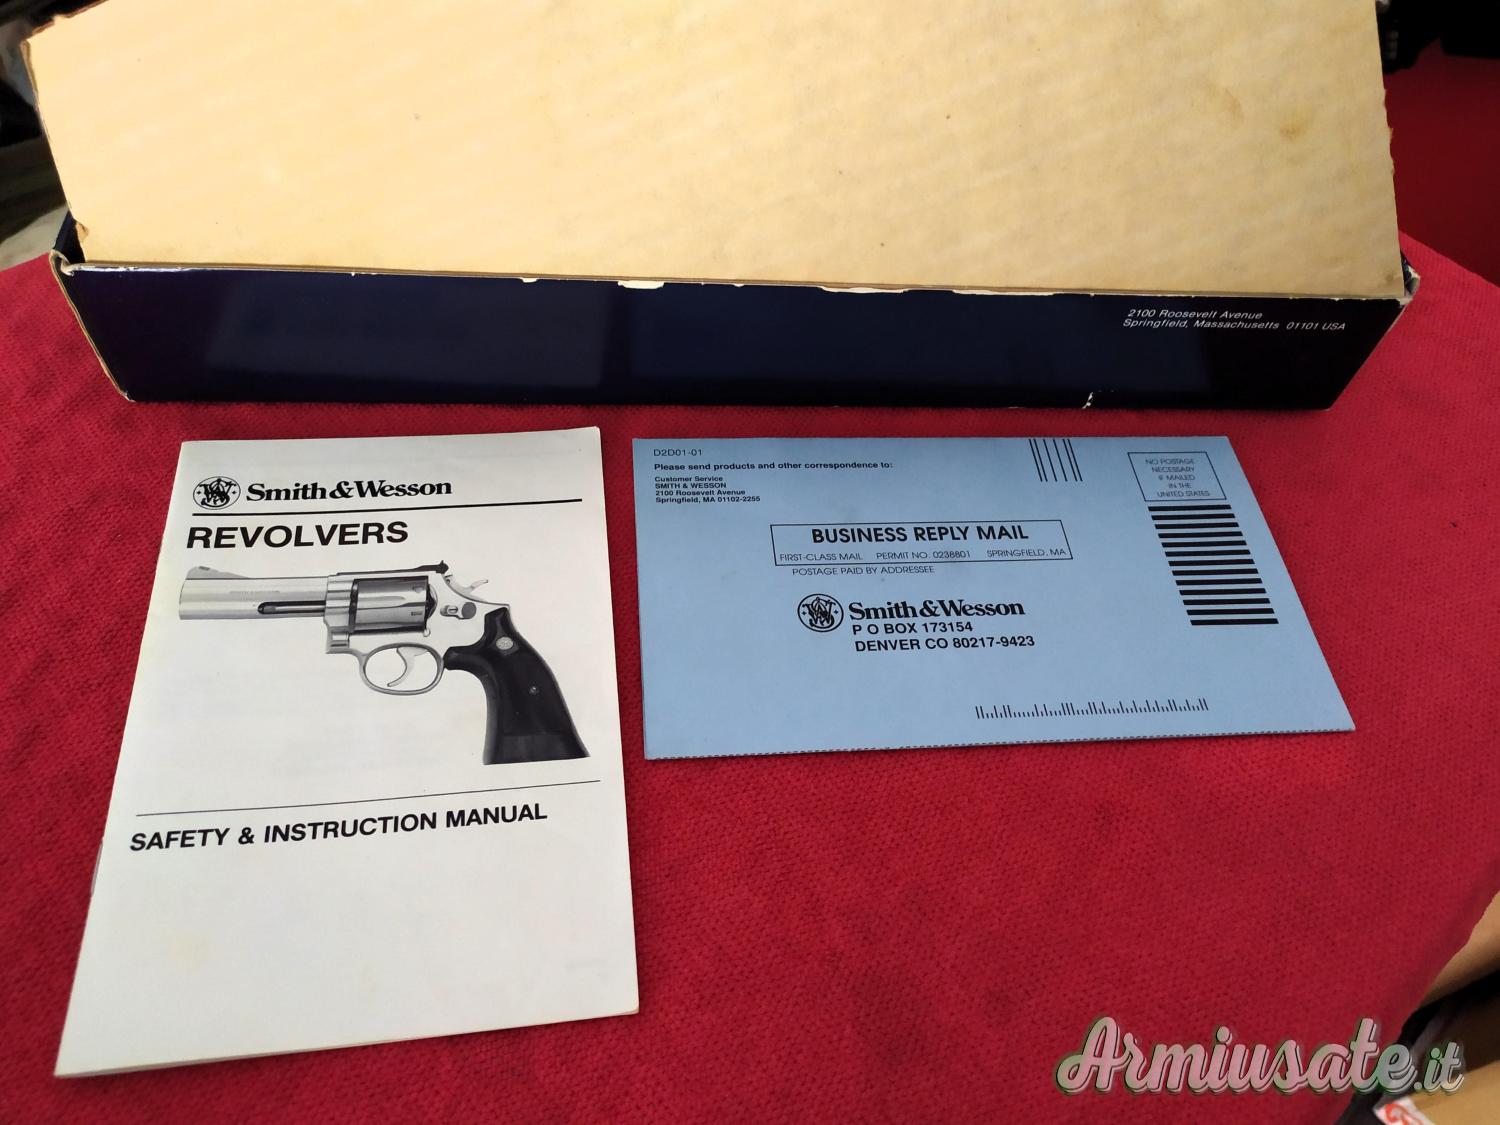 2100 Roosevelt Avenue
Springfield, Massachusetts 01101 USA
Smith & Wesson
REVOLVERS
SAFETY & INSTRUCTION MANUAL
D2D01-01
Please send products and other correspondence to:
Customer Service
SMITH & WESSON
2100 Roosevelt Avenue
Springfield, MA 01102-2255
NO POSTAGE
NECESSARY
IF MAILED
IN THE
UNITED STATES
BUSINESS REPLY MAIL
FIRST-CLASS MAIL PERMIT NO. 0238801 SPRINGFIELD, MA
POSTAGE PAID BY ADDRESSEE
Smith & Wesson
P O BOX 173154
DENVER CO 80217-9423
Armiusate.it